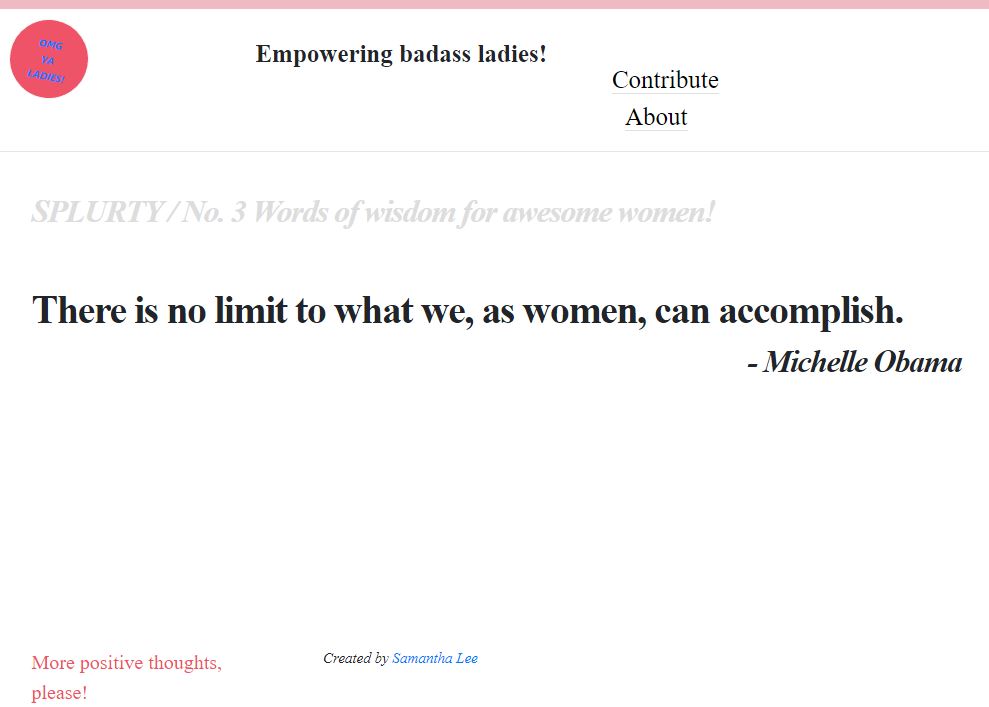 OMG
YA
LADIES!
Empowering badass ladies!
Contribute
About
SPLURTY / No. 3 Words of wisdom for awesome women!
There is no limit to what we, as women, can accomplish.
- Michelle Obama
More positive thoughts,
please!
Created by Samantha Lee